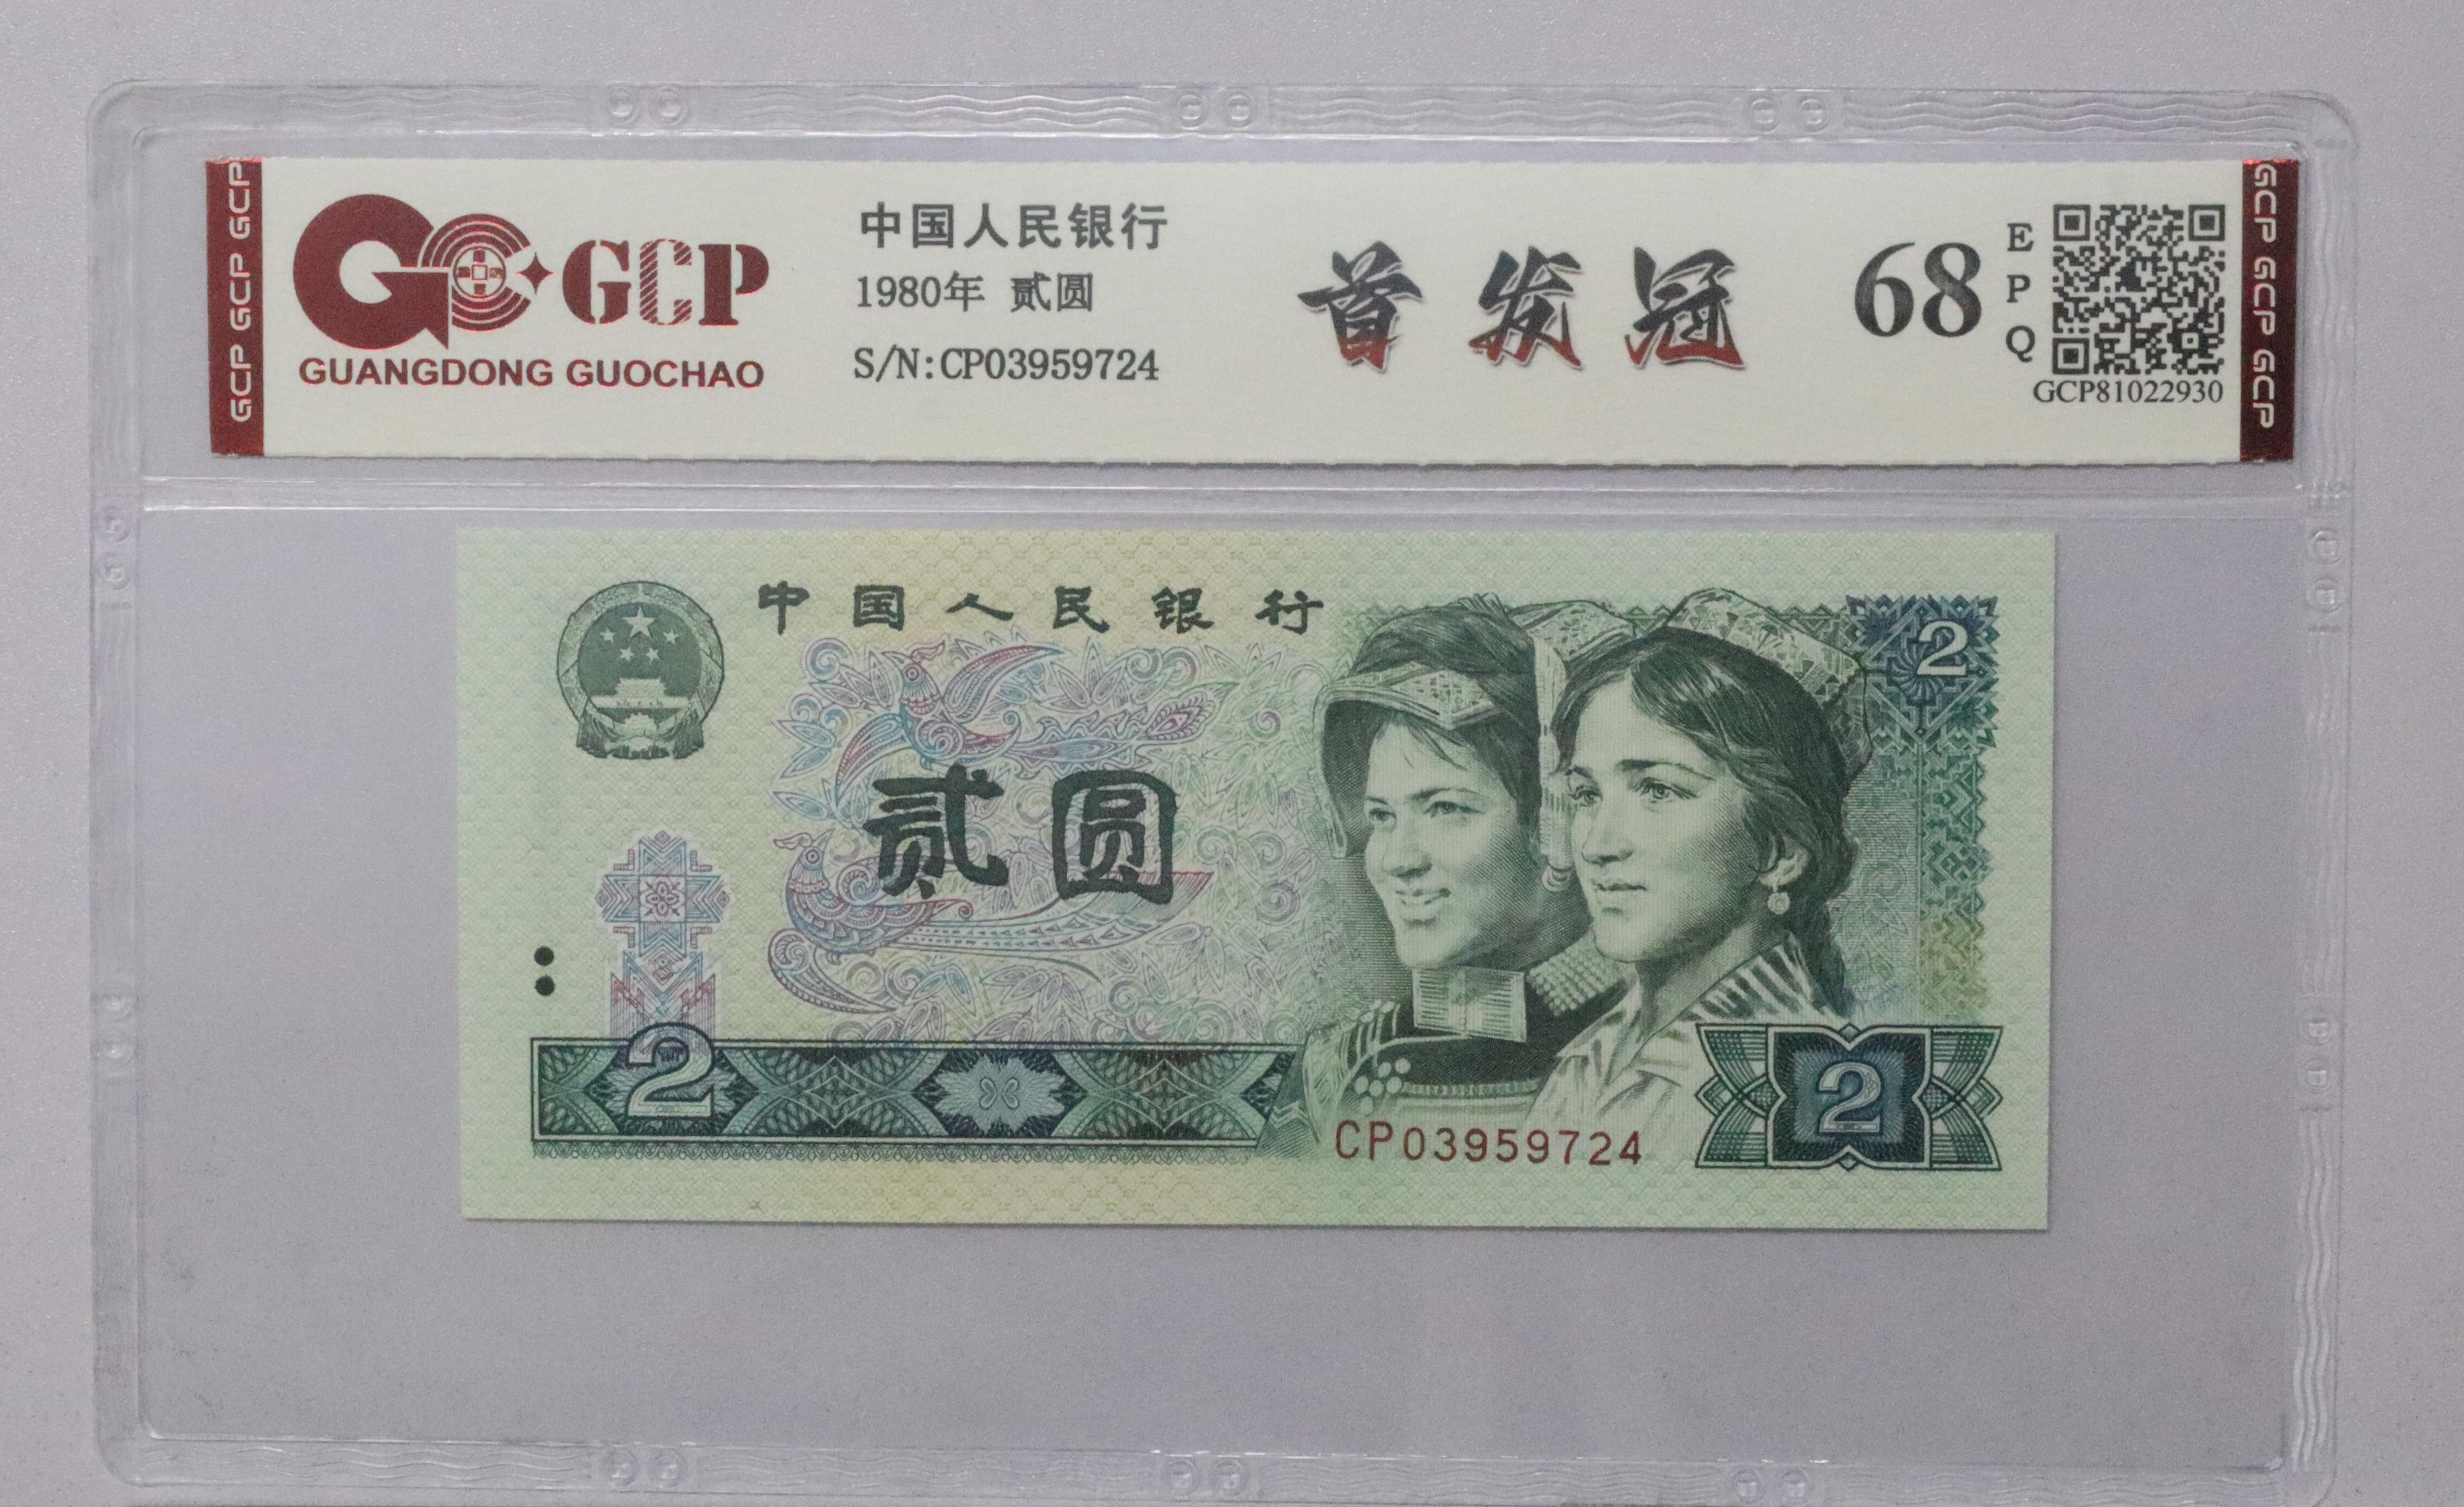 GCP GCP GCP
GCP
GUANGDONG GUOCHAO
中国人民银行
1980年 贰圆
S/N:CP03959724
首发冠
68
E
P
Q
GCP81022930
GCP GCP GCP
中国人民银行
贰圆
2
2
2
CP03959724